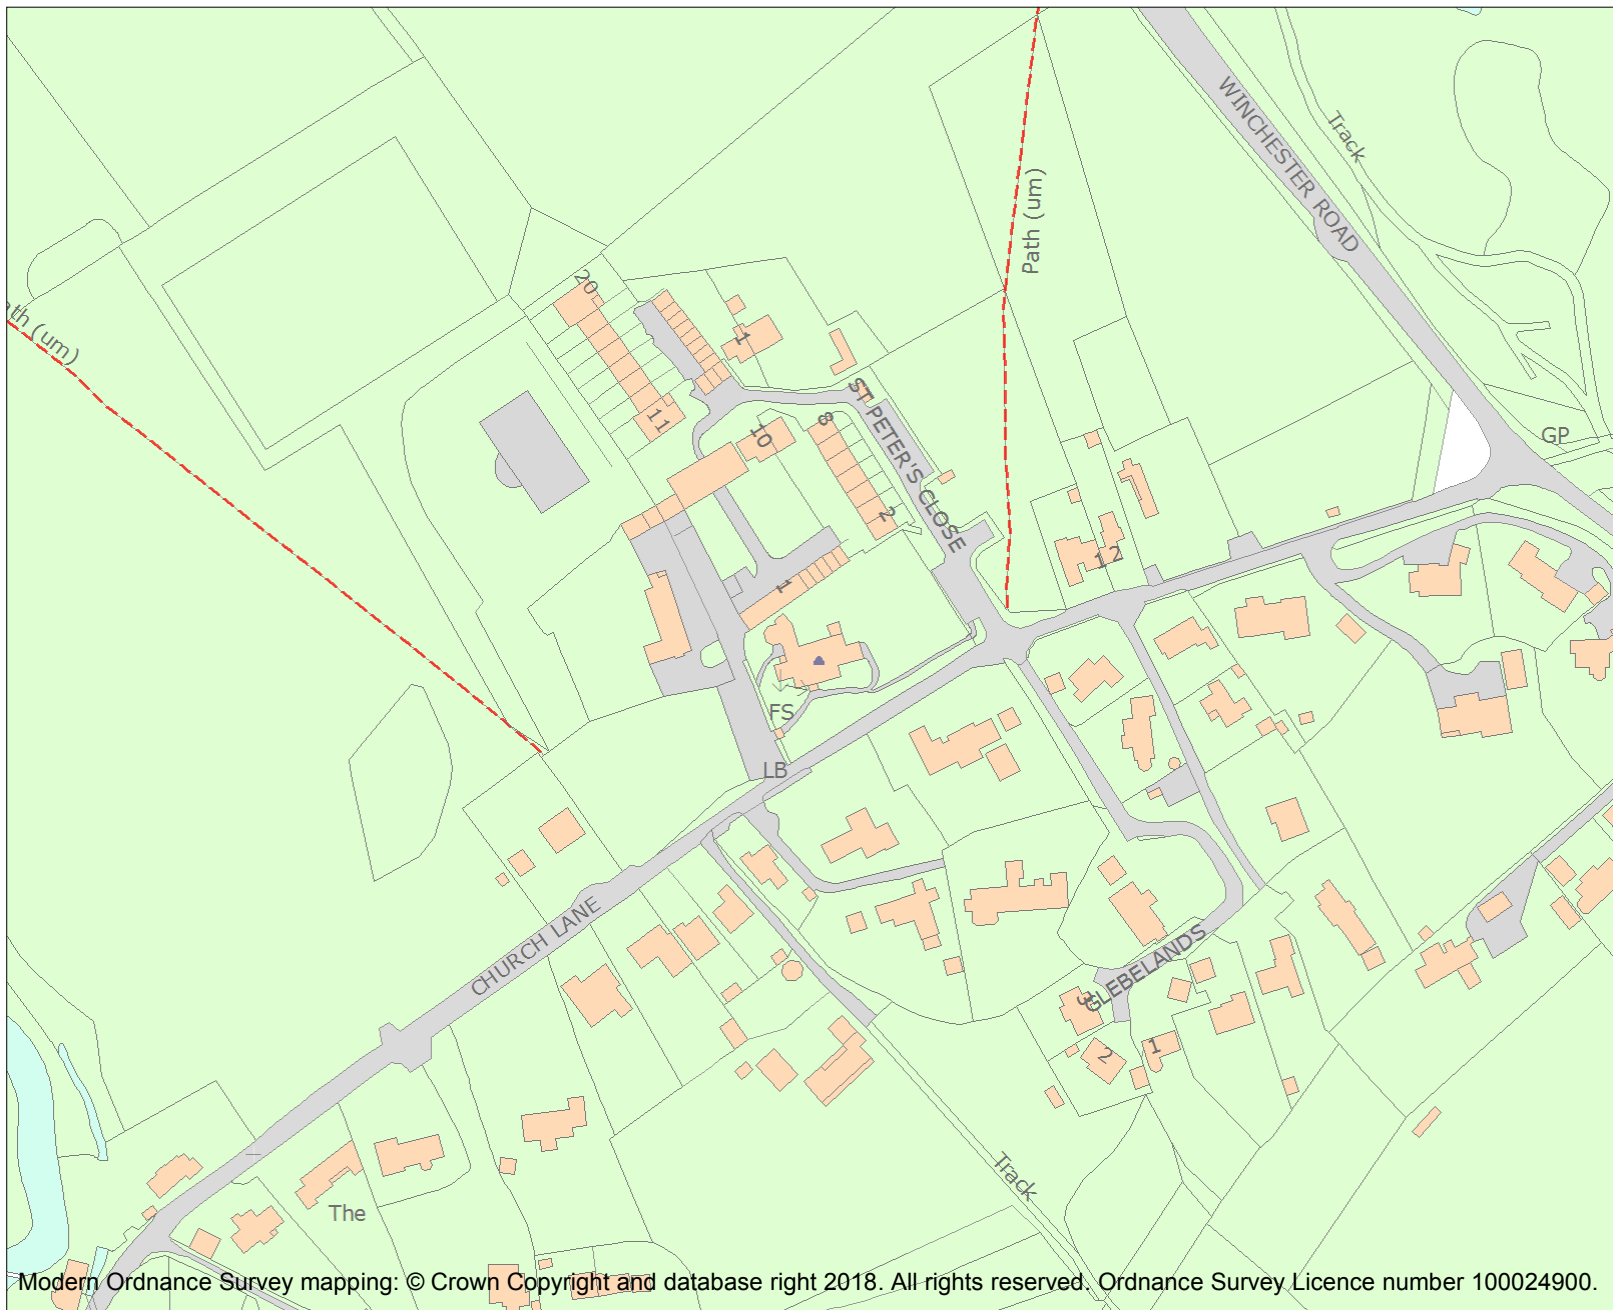 WINCHESTER ROAD
Track
Path (um)
ath (um)
20
1
11
10
8
2
ST PETER'S CLOSE
GP
12
1
FS
LB
CHURCH LANE
GLEBELANDS
3
2
1
Track
The
Modern Ordnance Survey mapping: © Crown Copyright and database right 2018. All rights reserved. Ordnance Survey Licence number 100024900.